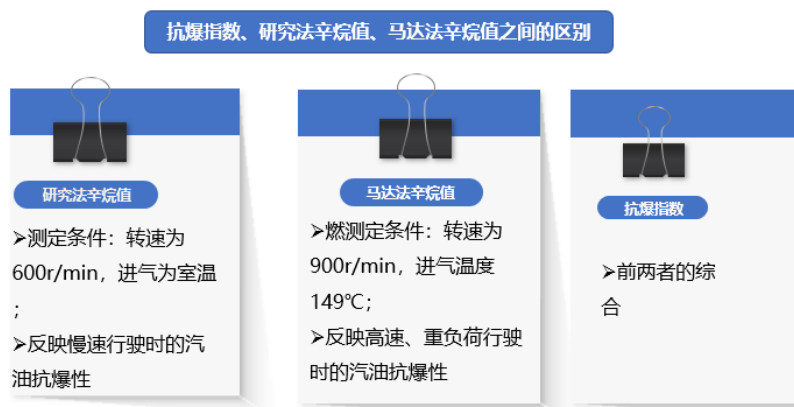 抗爆指数、研究法辛烷值、马达法辛烷值之间的区别
研究法辛烷值
➢测定条件：转速为
600r/min，进气为室温
；
➢反映慢速行驶时的汽
油抗爆性
马达法辛烷值
➢燃测定条件：转速为
900r/min，进气温度
149℃；
➢反映高速、重负荷行驶
时的汽油抗爆性
抗爆指数
➢前两者的综
合